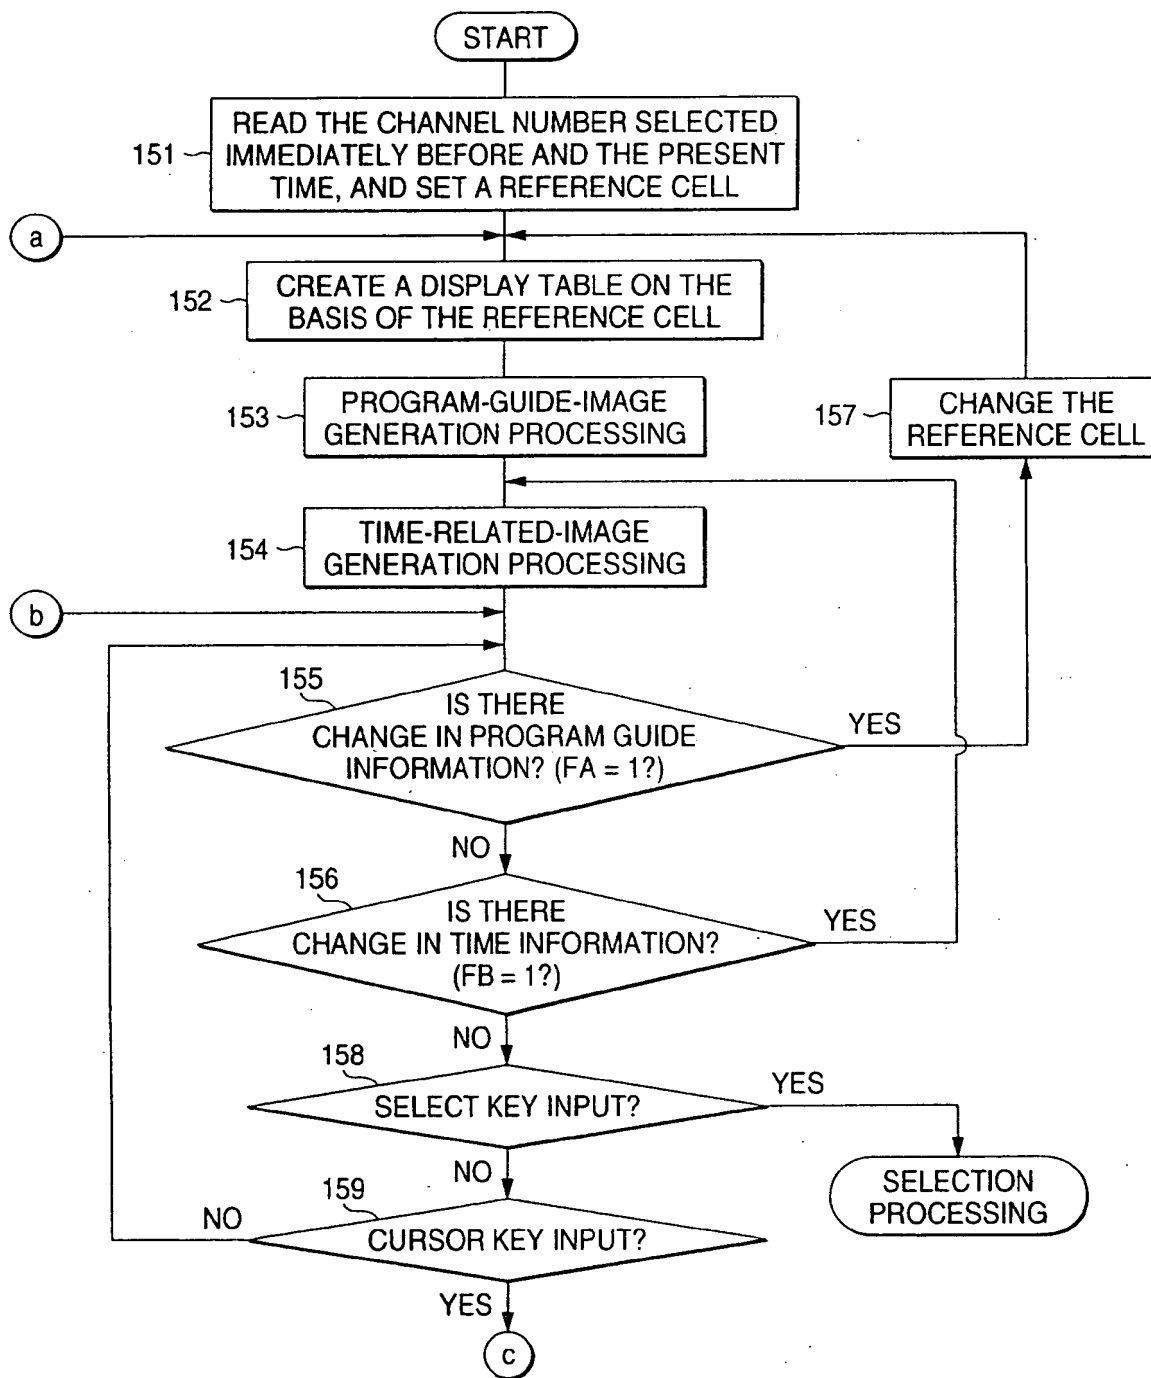 START
151
READ THE CHANNEL NUMBER SELECTED
IMMEDIATELY BEFORE AND THE PRESENT
TIME, AND SET A REFERENCE CELL
a
152
CREATE A DISPLAY TABLE ON THE
BASIS OF THE REFERENCE CELL
153
PROGRAM-GUIDE-IMAGE
GENERATION PROCESSING
157
CHANGE THE
REFERENCE CELL
154
TIME-RELATED-IMAGE
GENERATION PROCESSING
b
155
IS THERE
CHANGE IN PROGRAM GUIDE
INFORMATION? (FA = 1?)
YES
NO
156
IS THERE
CHANGE IN TIME INFORMATION?
(FB = 1?)
YES
NO
158
SELECT KEY INPUT?
YES
NO
SELECTION
PROCESSING
159
CURSOR KEY INPUT?
NO
YES
c